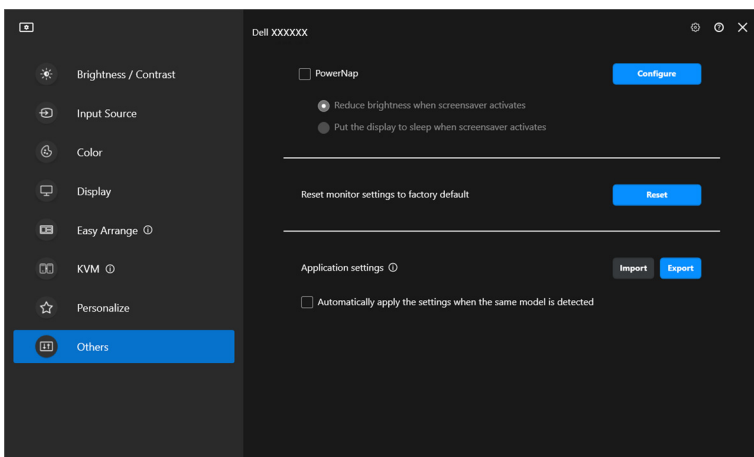 Dell XXXXXX
Brightness / Contrast
Input Source
Color
Display
Easy Arrange
KVM
Personalize
Others
PowerNap
Configure
Reduce brightness when screensaver activates
Put the display to sleep when screensaver activates
Reset monitor settings to factory default
Reset
Application settings
Import
Export
Automatically apply the settings when the same model is detected